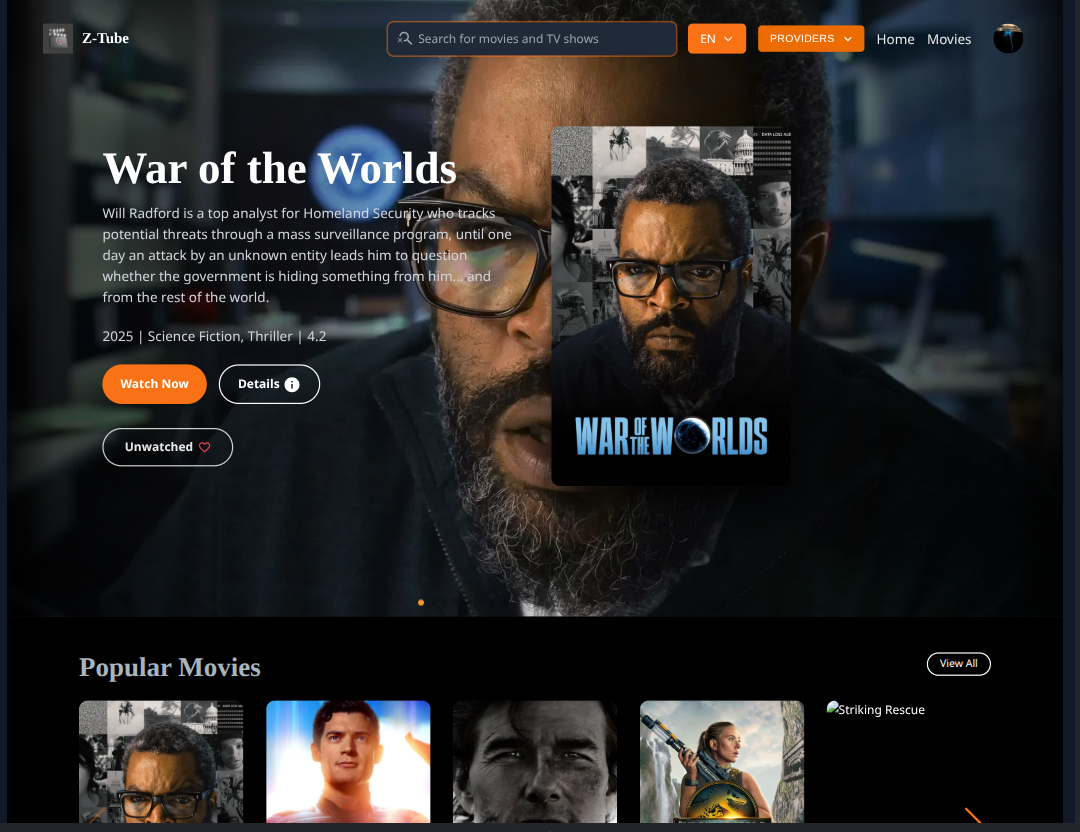 Z-Tube
Search for movies and TV shows
EN
PROVIDERS
Home
Movies
War of the Worlds
Will Radford is a top analyst for Homeland Security who tracks
potential threats through a mass surveillance program, until one
day an attack by an unknown entity leads him to question
whether the government is hiding something from him... and
from the rest of the world.
2025 | Science Fiction, Thriller | 4.2
Watch Now
Details
Unwatched
WAR OF THE WORLDS
Popular Movies
View All
Striking Rescue